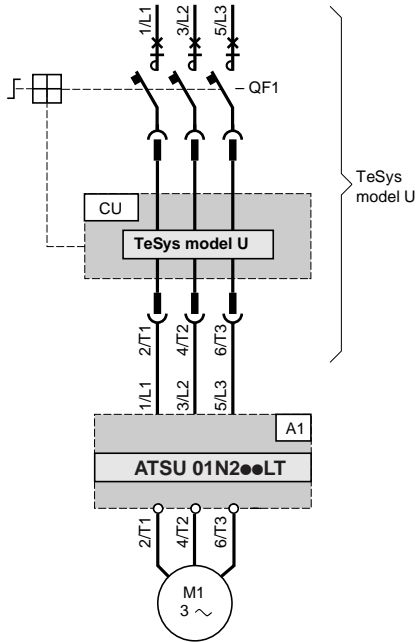 1/L1 3/L2 5/L3
QF1
TeSys
model U
CU
TeSys model U
2/T1 4/T2 6/T3
1/L1 3/L2 5/L3
A1
ATSU 01N2●●LT
2/T1 4/T2 6/T3
M1
3 ~